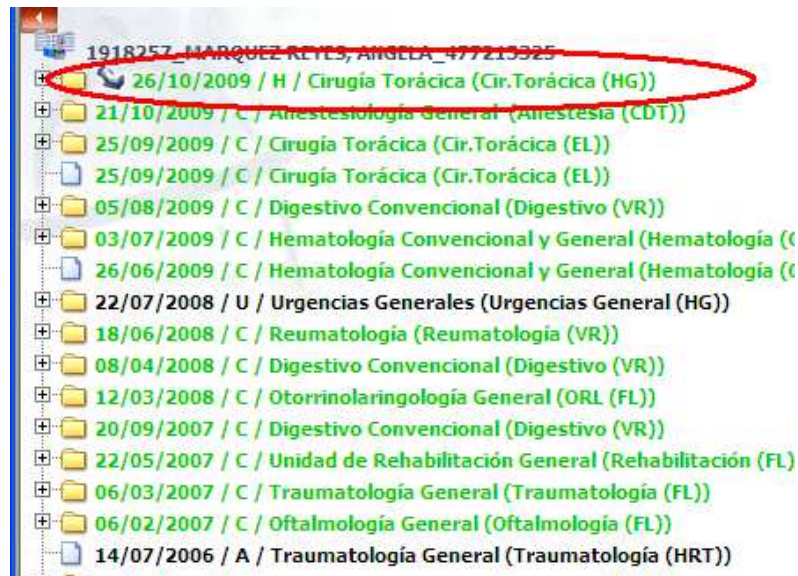 1918257_MARQUEZ REYES, ANGELA_477215325
26/10/2009 / H / Cirugía Torácica (Cir.Torácica (HG))
21/10/2009 / C / Anestesiología General (Anestesia (CDT))
25/09/2009 / C / Cirugía Torácica (Cir.Torácica (EL))
25/09/2009 / C / Cirugía Torácica (Cir.Torácica (EL))
05/08/2009 / C / Digestivo Convencional (Digestivo (VR))
03/07/2009 / C / Hematología Convencional y General (Hematología (
26/06/2009 / C / Hematología Convencional y General (Hematología (
22/07/2008 / U / Urgencias Generales (Urgencias General (HG))
18/06/2008 / C / Reumatología (Reumatología (VR))
08/04/2008 / C / Digestivo Convencional (Digestivo (VR))
12/03/2008 / C / Otorrinolaringología General (ORL (FL))
20/09/2007 / C / Digestivo Convencional (Digestivo (VR))
22/05/2007 / C / Unidad de Rehabilitación General (Rehabilitación (FL)
06/03/2007 / C / Traumatología General (Traumatología (FL))
06/02/2007 / C / Oftalmología General (Oftalmología (FL))
14/07/2006 / A / Traumatología General (Traumatología (HRT))